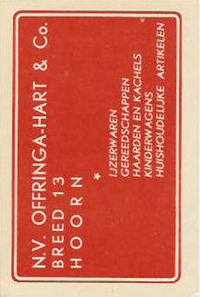 N.V. OFFRINGA-HART & Co.
BREED 13
HOORN
*
IJZERWAREN
GEREEDSCHAPPEN
HAARDEN EN KACHELS
KINDERWAGENS
HUISHOUDELIJKE ARTIKELEN